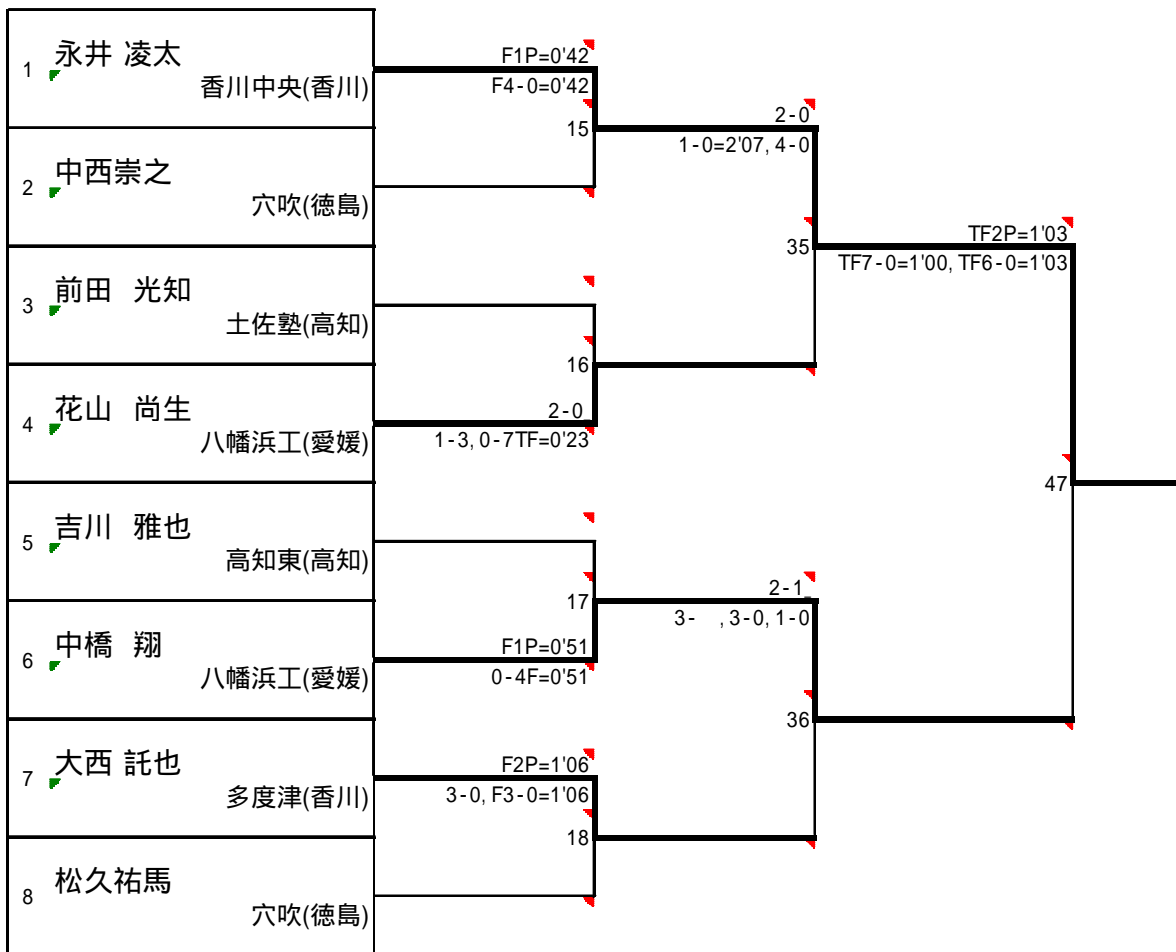 1
永井 凌太
香川中央(香川)
2
中西崇之
穴吹(徳島)
3
前田 光知
土佐塾(高知)
4
花山 尚生
八幡浜工(愛媛)
5
吉川 雅也
高知東(高知)
6
中橋 翔
八幡浜工(愛媛)
7
大西 託也
多度津(香川)
8
松久祐馬
穴吹(徳島)
F1P=0'42
F4-0=0'42
15
16
2-0_
1-3, 0-7TF=0'23
17
F1P=0'51
0-4F=0'51
F2P=1'06
3-0, F3-0=1'06
18
2-0
1-0=2'07, 4-0
35
2-1_
3- , 3-0, 1-0
36
TF2P=1'03
TF7-0=1'00, TF6-0=1'03
47